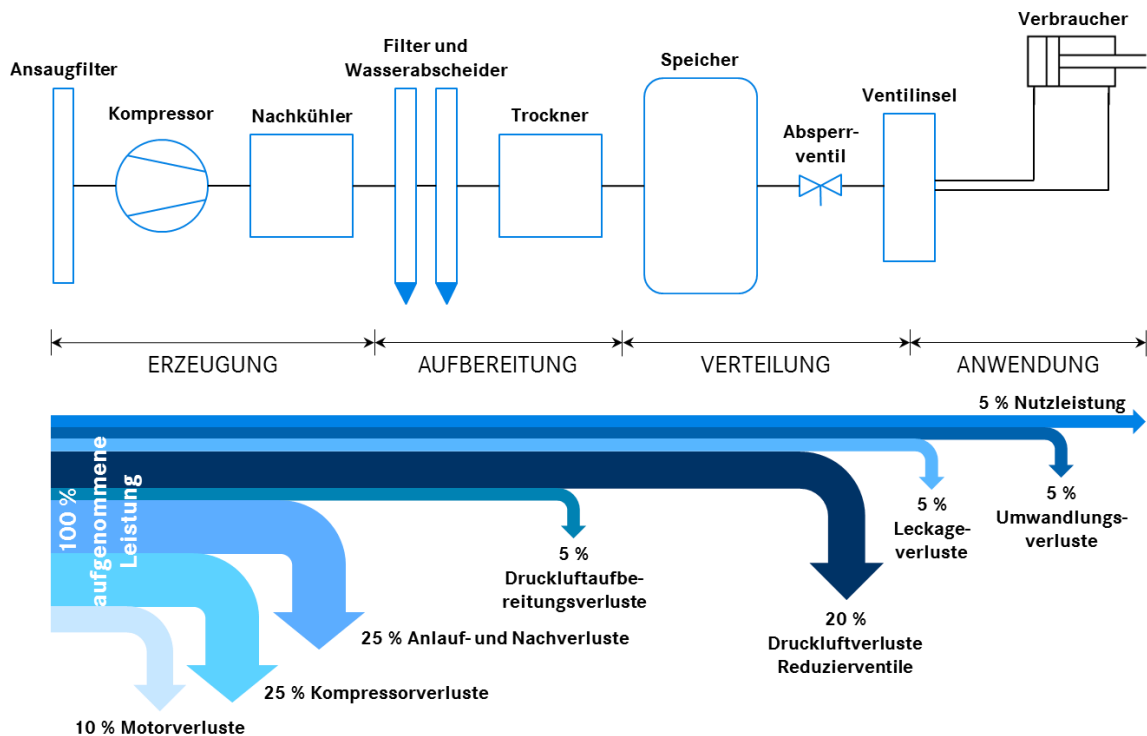 Ansaugfilter
Kompressor
Nachkühler
Filter und
Wasserabscheider
Trockner
Speicher
Absperr-
ventil
Ventilinsel
Verbraucher
ERZEUGUNG
AUFBEREITUNG
VERTEILUNG
ANWENDUNG
100 %
aufgenommene
Leistung
5 % Nutzleistung
5 %
Umwandlungs-
verluste
5 %
Leckage-
verluste
20 %
Druckluftverluste
Reduzierventile
5 %
Druckluftaufbe-
reitungsverluste
25 % Anlauf- und Nachverluste
25 % Kompressorverluste
10 % Motorverluste